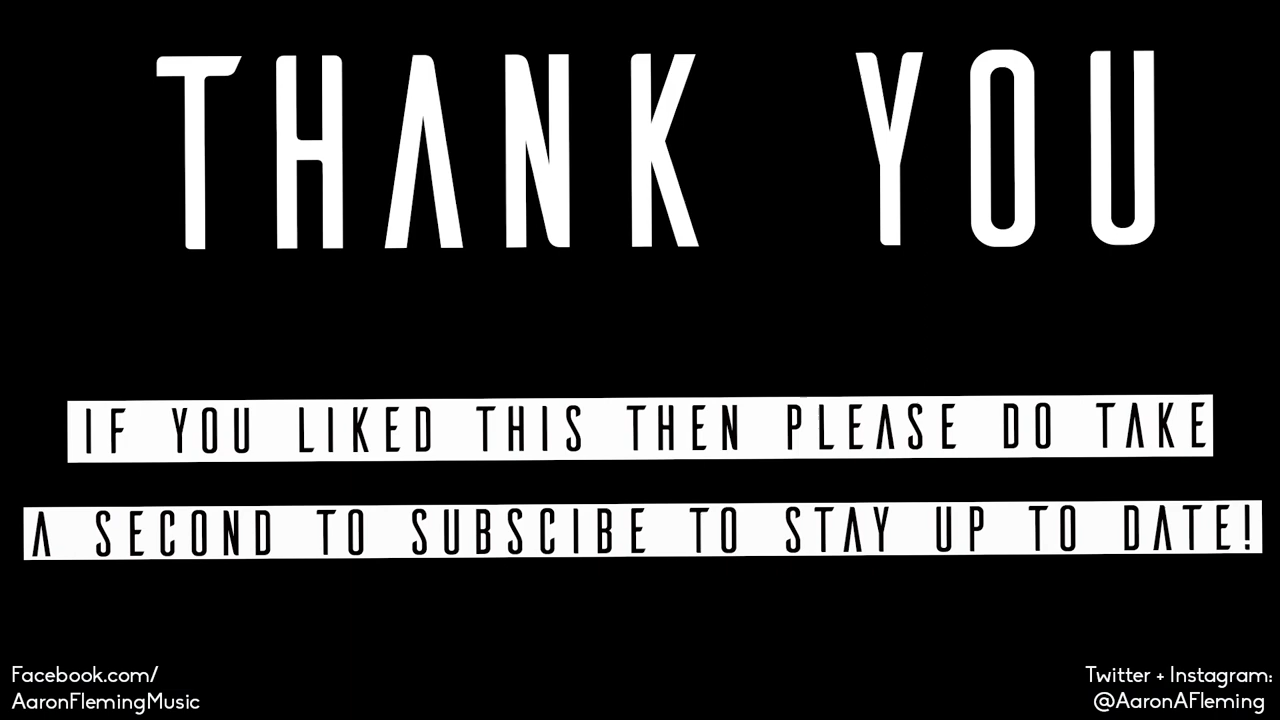 THANK YOU
IF YOU LIKED THIS THEN PLEASE DO TAKE
A SECOND TO SUBSCIBE TO STAY UP TO DATE!
Facebook.com/
AaronFlemingMusic
Twitter + Instagram:
@AaronAFleming